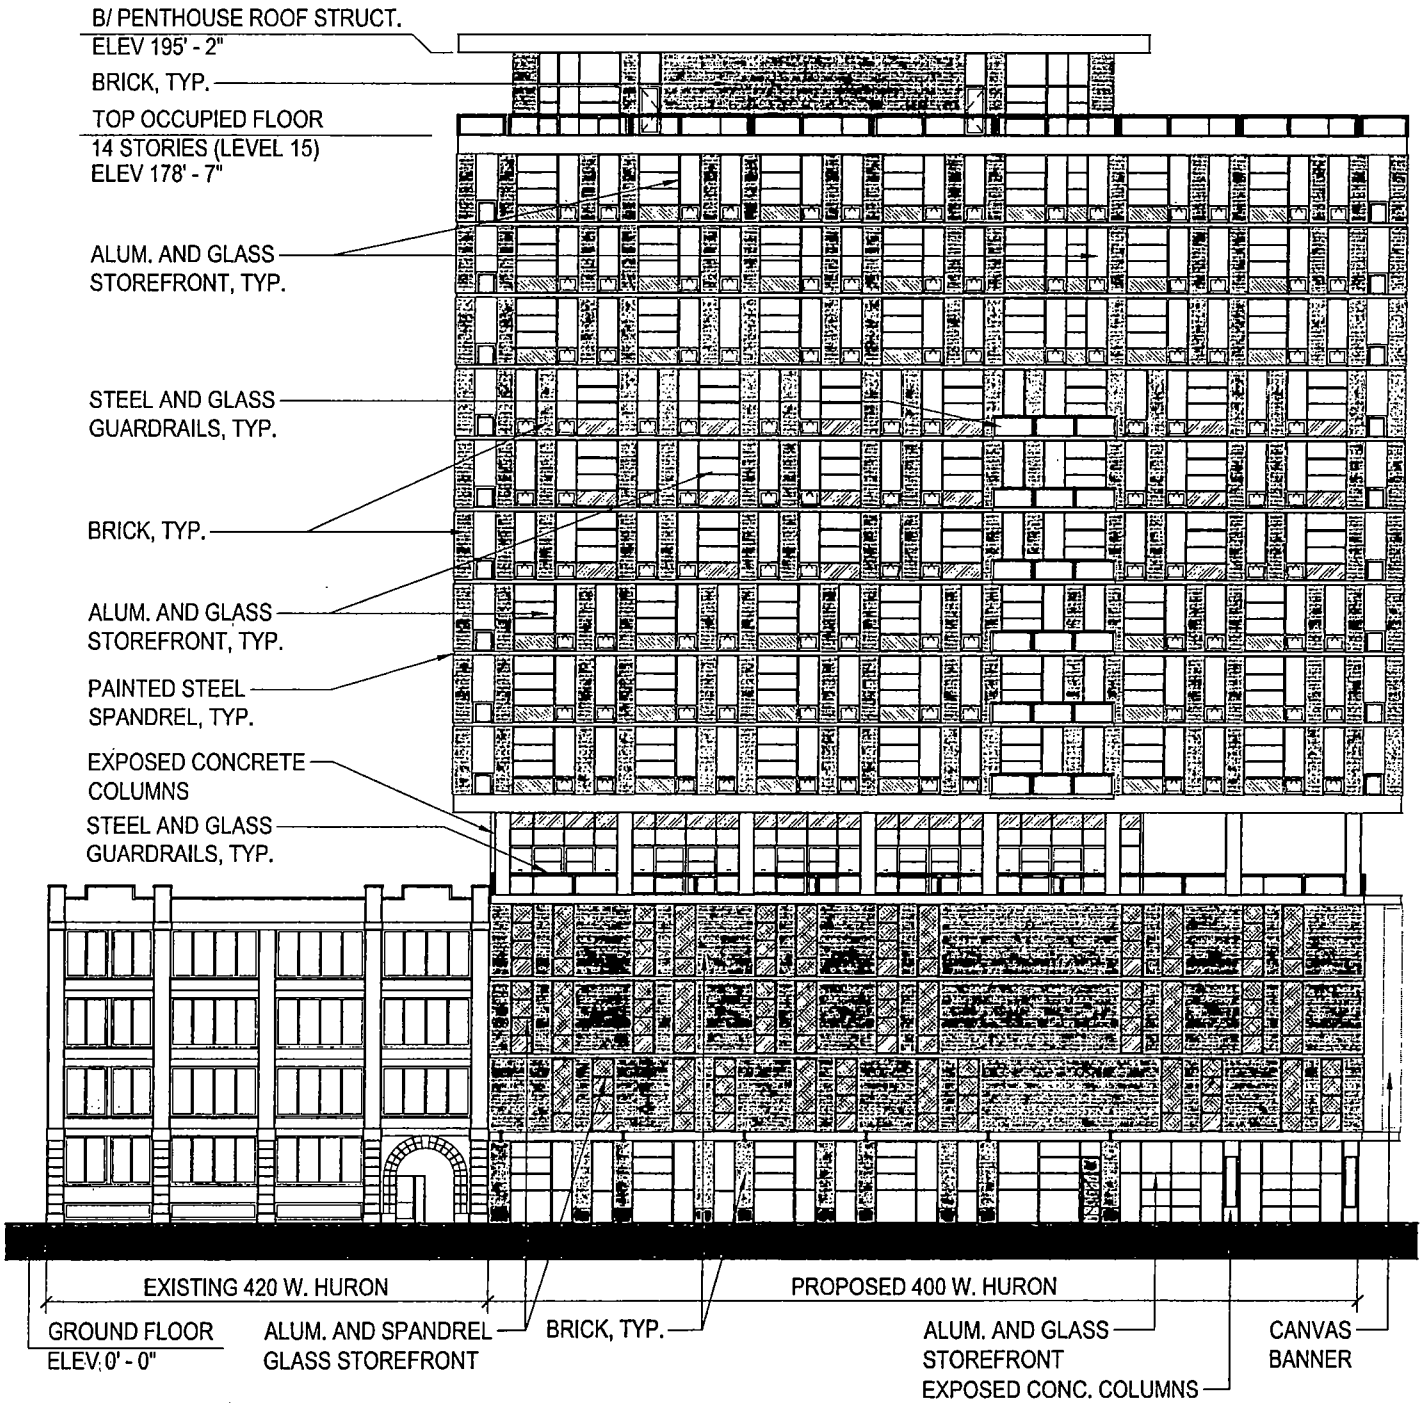 B/ PENTHOUSE ROOF STRUCT.
ELEV 195' - 2"
BRICK, TYP.
TOP OCCUPIED FLOOR
14 STORIES (LEVEL 15)
ELEV 178' - 7"
ALUM. AND GLASS
STOREFRONT, TYP.
STEEL AND GLASS
GUARDRAILS, TYP.
BRICK, TYP.
ALUM. AND GLASS
STOREFRONT, TYP.
PAINTED STEEL
SPANDREL, TYP.
EXPOSED CONCRETE
COLUMNS
STEEL AND GLASS
GUARDRAILS, TYP.
EXISTING 420 W. HURON
PROPOSED 400 W. HURON
GROUND FLOOR
ELEV. 0' - 0"
ALUM. AND SPANDREL
GLASS STOREFRONT
BRICK, TYP.
ALUM. AND GLASS
STOREFRONT
EXPOSED CONC. COLUMNS
CANVAS
BANNER